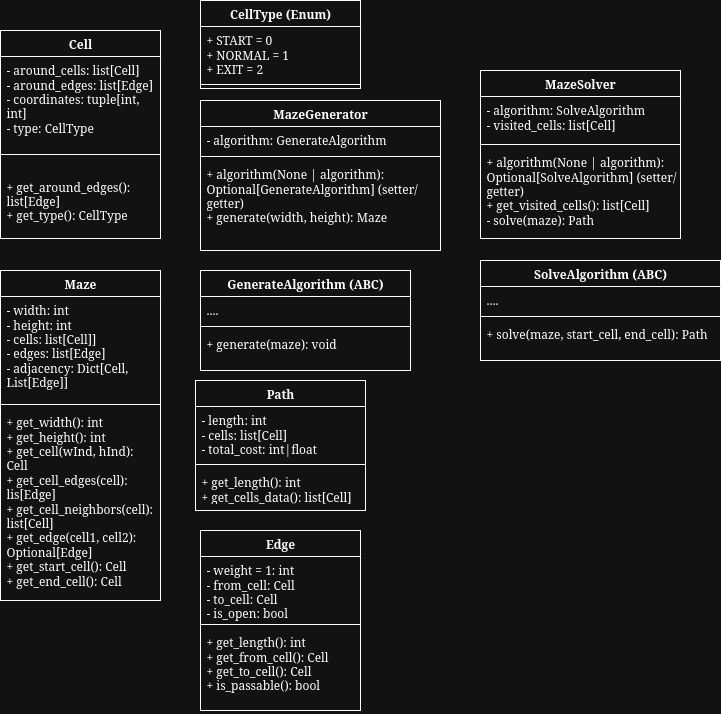 CellType (Enum)
+ START = 0
+ NORMAL = 1
+ EXIT = 2
Cell
- around_cells: list[Cell]
- around_edges: list[Edge]
- coordinates: tuple[int,
int]
- type: CellType
+ get_around_edges():
list[Edge]
+ get_type(): CellType
MazeGenerator
- algorithm: GenerateAlgorithm
+ algorithm(None | algorithm):
Optional[GenerateAlgorithm] (setter/
getter)
+ generate(width, height): Maze
MazeSolver
- algorithm: SolveAlgorithm
- visited_cells: list[Cell]
+ algorithm(None | algorithm):
Optional[SolveAlgorithm] (setter/
getter)
+ get_visited_cells(): list[Cell]
- solve(maze): Path
Maze
- width: int
- height: int
- cells: list[Cell]]
- edges: list[Edge]
- adjacency: Dict[Cell,
List[Edge]]
+ get_width(): int
+ get_height(): int
+ get_cell(wInd, hInd):
Cell
+ get_cell_edges(cell):
lis[Edge]
+ get_cell_neighbors(cell):
list[Cell]
+ get_edge(cell1, cell2):
Optional[Edge]
+ get_start_cell(): Cell
+ get_end_cell(): Cell
GenerateAlgorithm (ABC)
....
+ generate(maze): void
SolveAlgorithm (ABC)
....
+ solve(maze, start_cell, end_cell): Path
Path
- length: int
- cells: list[Cell]
- total_cost: int|float
+ get_length(): int
+ get_cells_data(): list[Cell]
Edge
- weight = 1: int
- from_cell: Cell
- to_cell: Cell
- is_open: bool
+ get_length(): int
+ get_from_cell(): Cell
+ get_to_cell(): Cell
+ is_passable(): bool